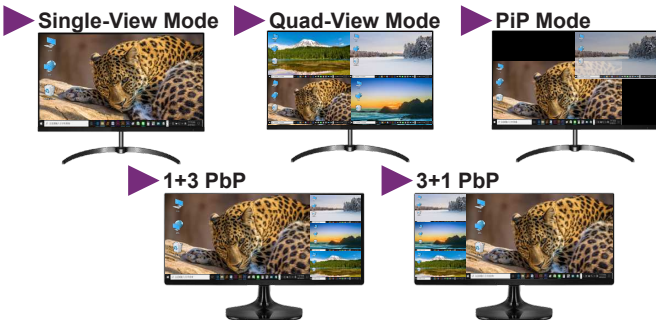 Single-View Mode
Quad-View Mode
PiP Mode
1+3 PbP
3+1 PbP